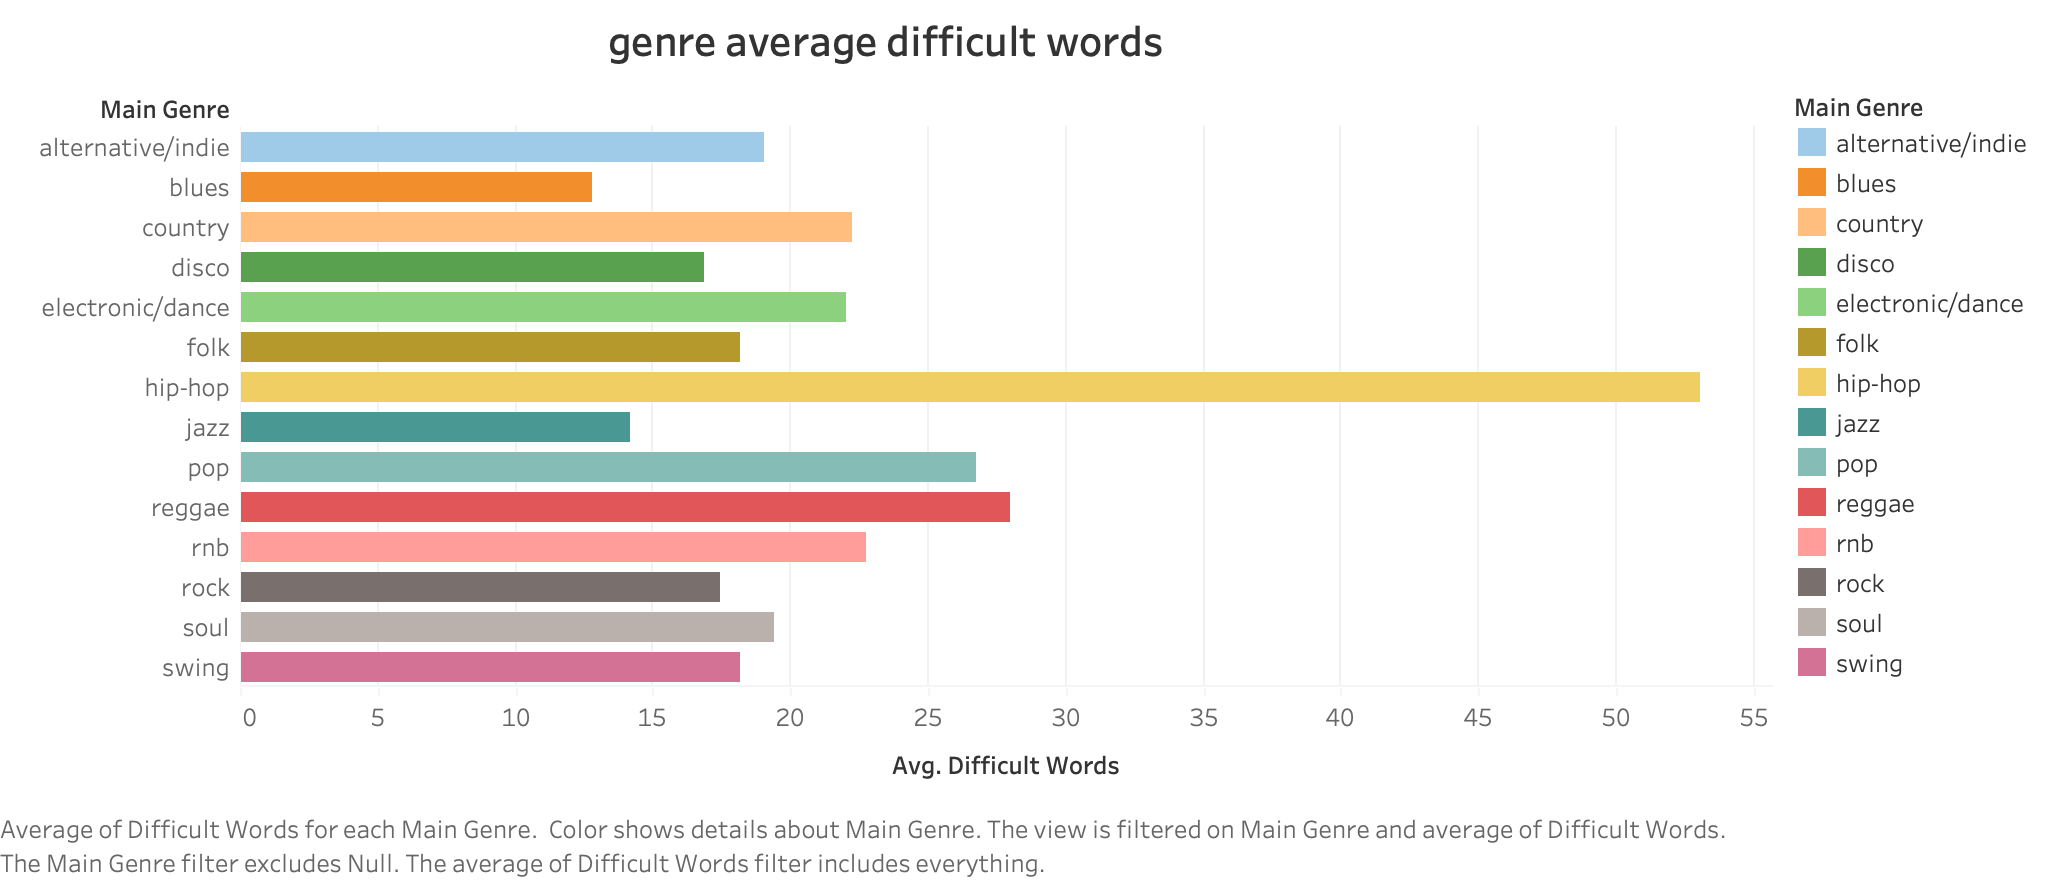 genre average difficult words
Main Genre
alternative/indie
blues
country
disco
electronic/dance
folk
hip-hop
jazz
pop
reggae
rnb
rock
soul
swing
0 5 10 15 20 25 30 35 40 45 50 55
Avg. Difficult Words
Main Genre
alternative/indie
blues
country
disco
electronic/dance
folk
hip-hop
jazz
pop
reggae
rnb
rock
soul
swing
Average of Difficult Words for each Main Genre.  Color shows details about Main Genre. The view is filtered on Main Genre and average of Difficult Words.
The Main Genre filter excludes Null. The average of Difficult Words filter includes everything.